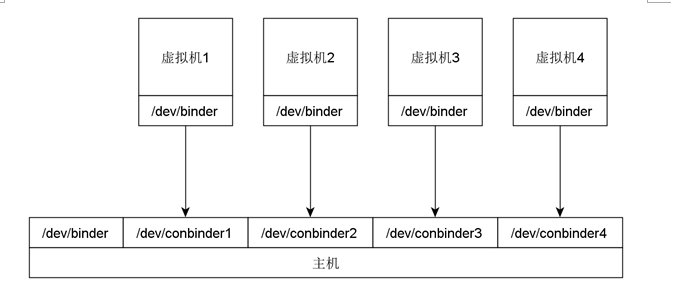 虚拟机1
虚拟机2
虚拟机3
虚拟机4
/dev/binder
/dev/binder
/dev/binder
/dev/binder
/dev/binder
/dev/conbinder1
/dev/conbinder2
/dev/conbinder3
/dev/conbinder4
主机